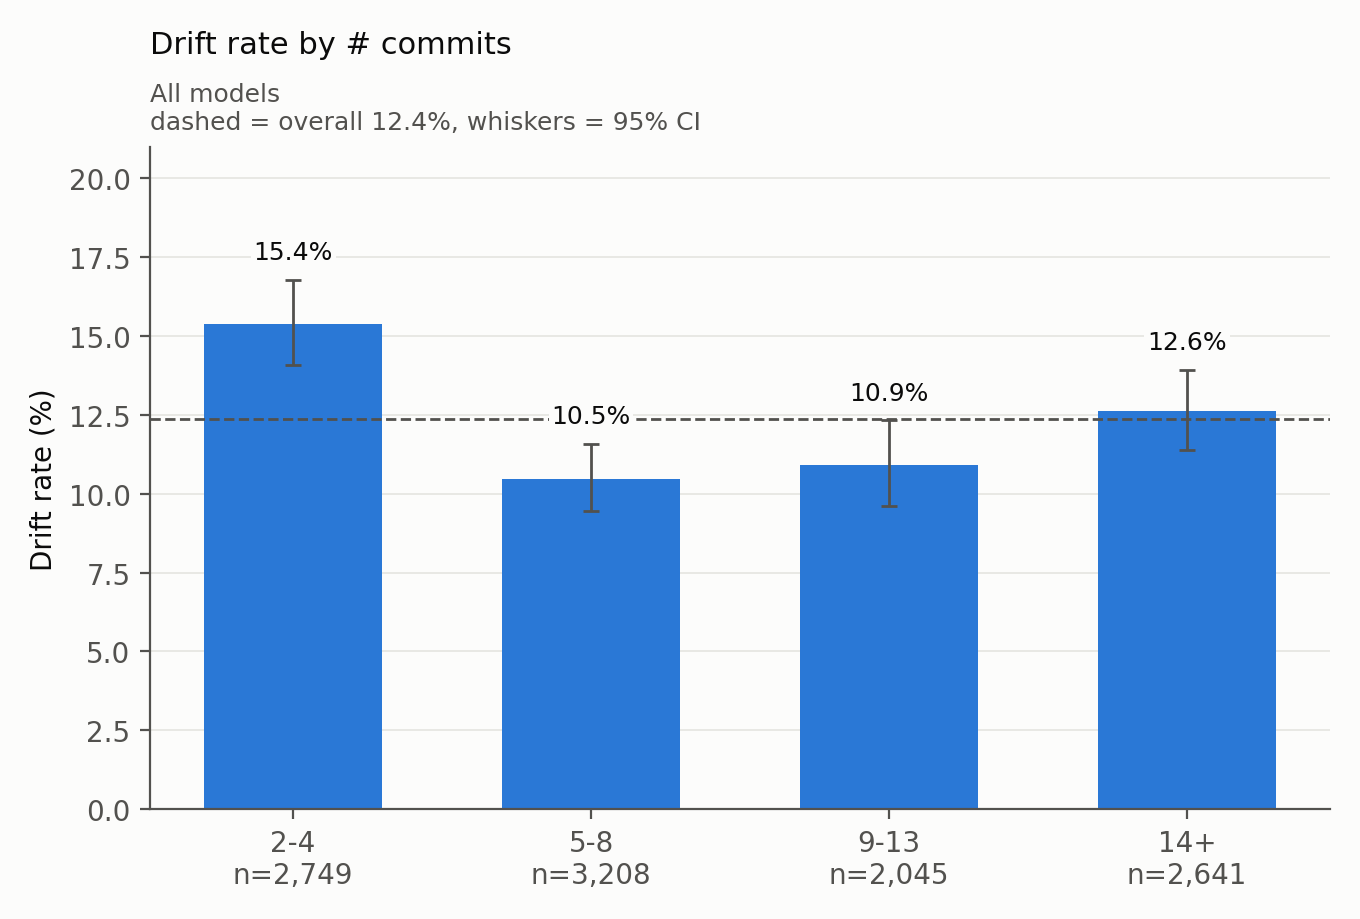 Drift rate by # commits
All models
dashed = overall 12.4%, whiskers = 95% CI
Drift rate (%)
20.0
17.5
15.0
12.5
10.0
7.5
5.0
2.5
0.0
15.4%
10.5%
10.9%
12.6%
2-4
n=2,749
5-8
n=3,208
9-13
n=2,045
14+
n=2,641